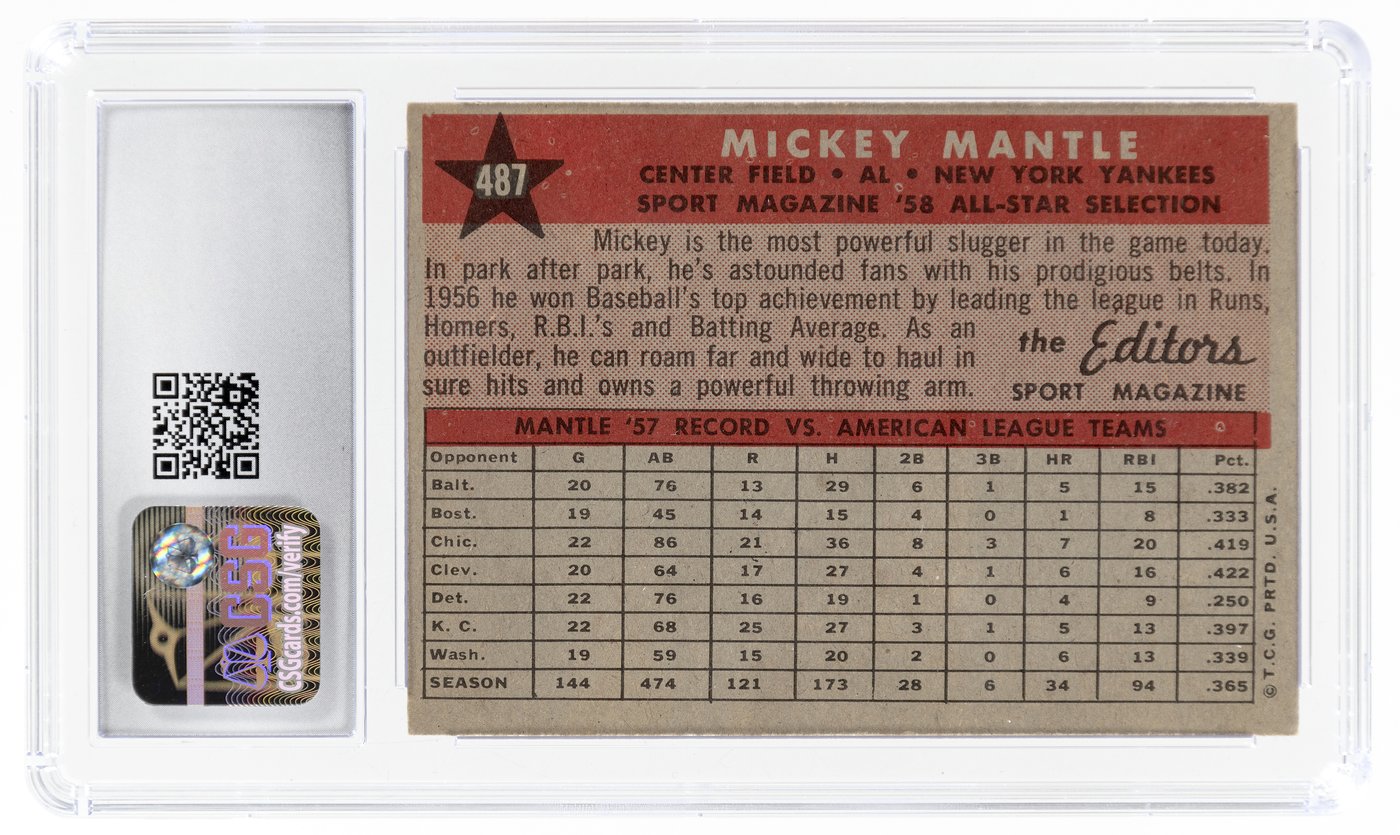 487
MICKEY MANTLE
CENTER FIELD • AL • NEW YORK YANKEES
SPORT MAGAZINE '58 ALL-STAR SELECTION
Mickey is the most powerful slugger in the game today.
In park after park, he's astounded fans with his prodigious belts. In
1956 he won Baseball's top achievement by leading the league in Runs,
Homers, R.B.I.'s and Batting Average. As an
outfielder, he can roam far and wide to haul in
sure hits and owns a powerful throwing arm.
the Editors
SPORT MAGAZINE
MANTLE '57 RECORD VS. AMERICAN LEAGUE TEAMS
Opponent G AB R H 2B 3B HR RBI Pct.
Balt. 20 76 13 29 6 1 5 15 .382
Bost. 19 45 14 15 4 0 1 8 .333
Chic. 22 86 21 36 8 3 7 20 .419
Clev. 20 64 17 27 4 1 6 16 .422
Det. 22 76 16 19 1 0 4 9 .250
K. C. 22 68 25 27 3 1 5 13 .397
Wash. 19 59 15 20 2 0 6 13 .339
SEASON 144 474 121 173 28 6 34 94 .365
© T.C.G. PRTD. U.S.A.
CSG
CSGcards.com/verify